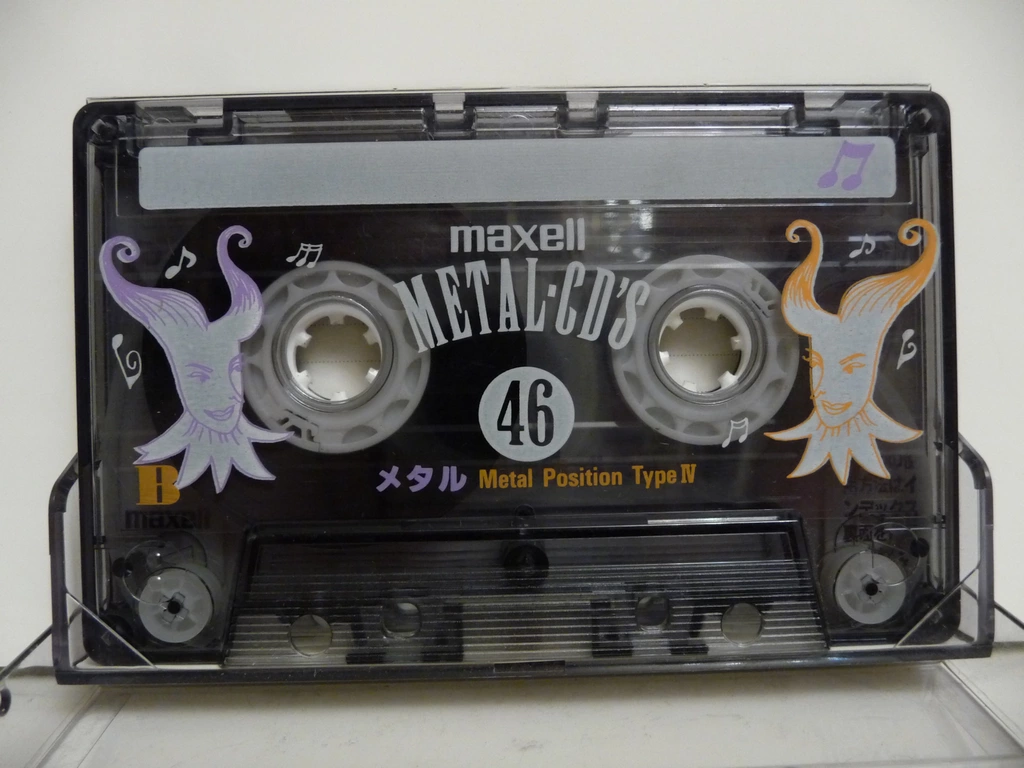 maxell
METAL-CD'S
46
メタル Metal Position Type IV
B
maxell